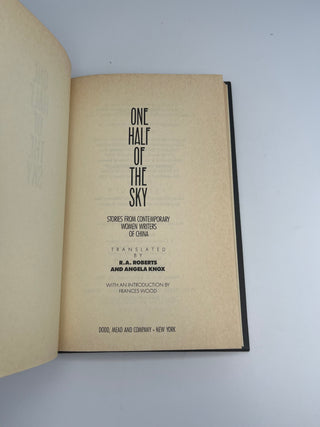 ONE
HALF
OF
THE
SKY
STORIES FROM CONTEMPORARY
WOMEN WRITERS
OF CHINA
TRANSLATED
BY
R.A. ROBERTS
AND ANGELA KNOX
WITH AN INTRODUCTION BY
FRANCES WOOD
DODD, MEAD AND COMPANY • NEW YORK